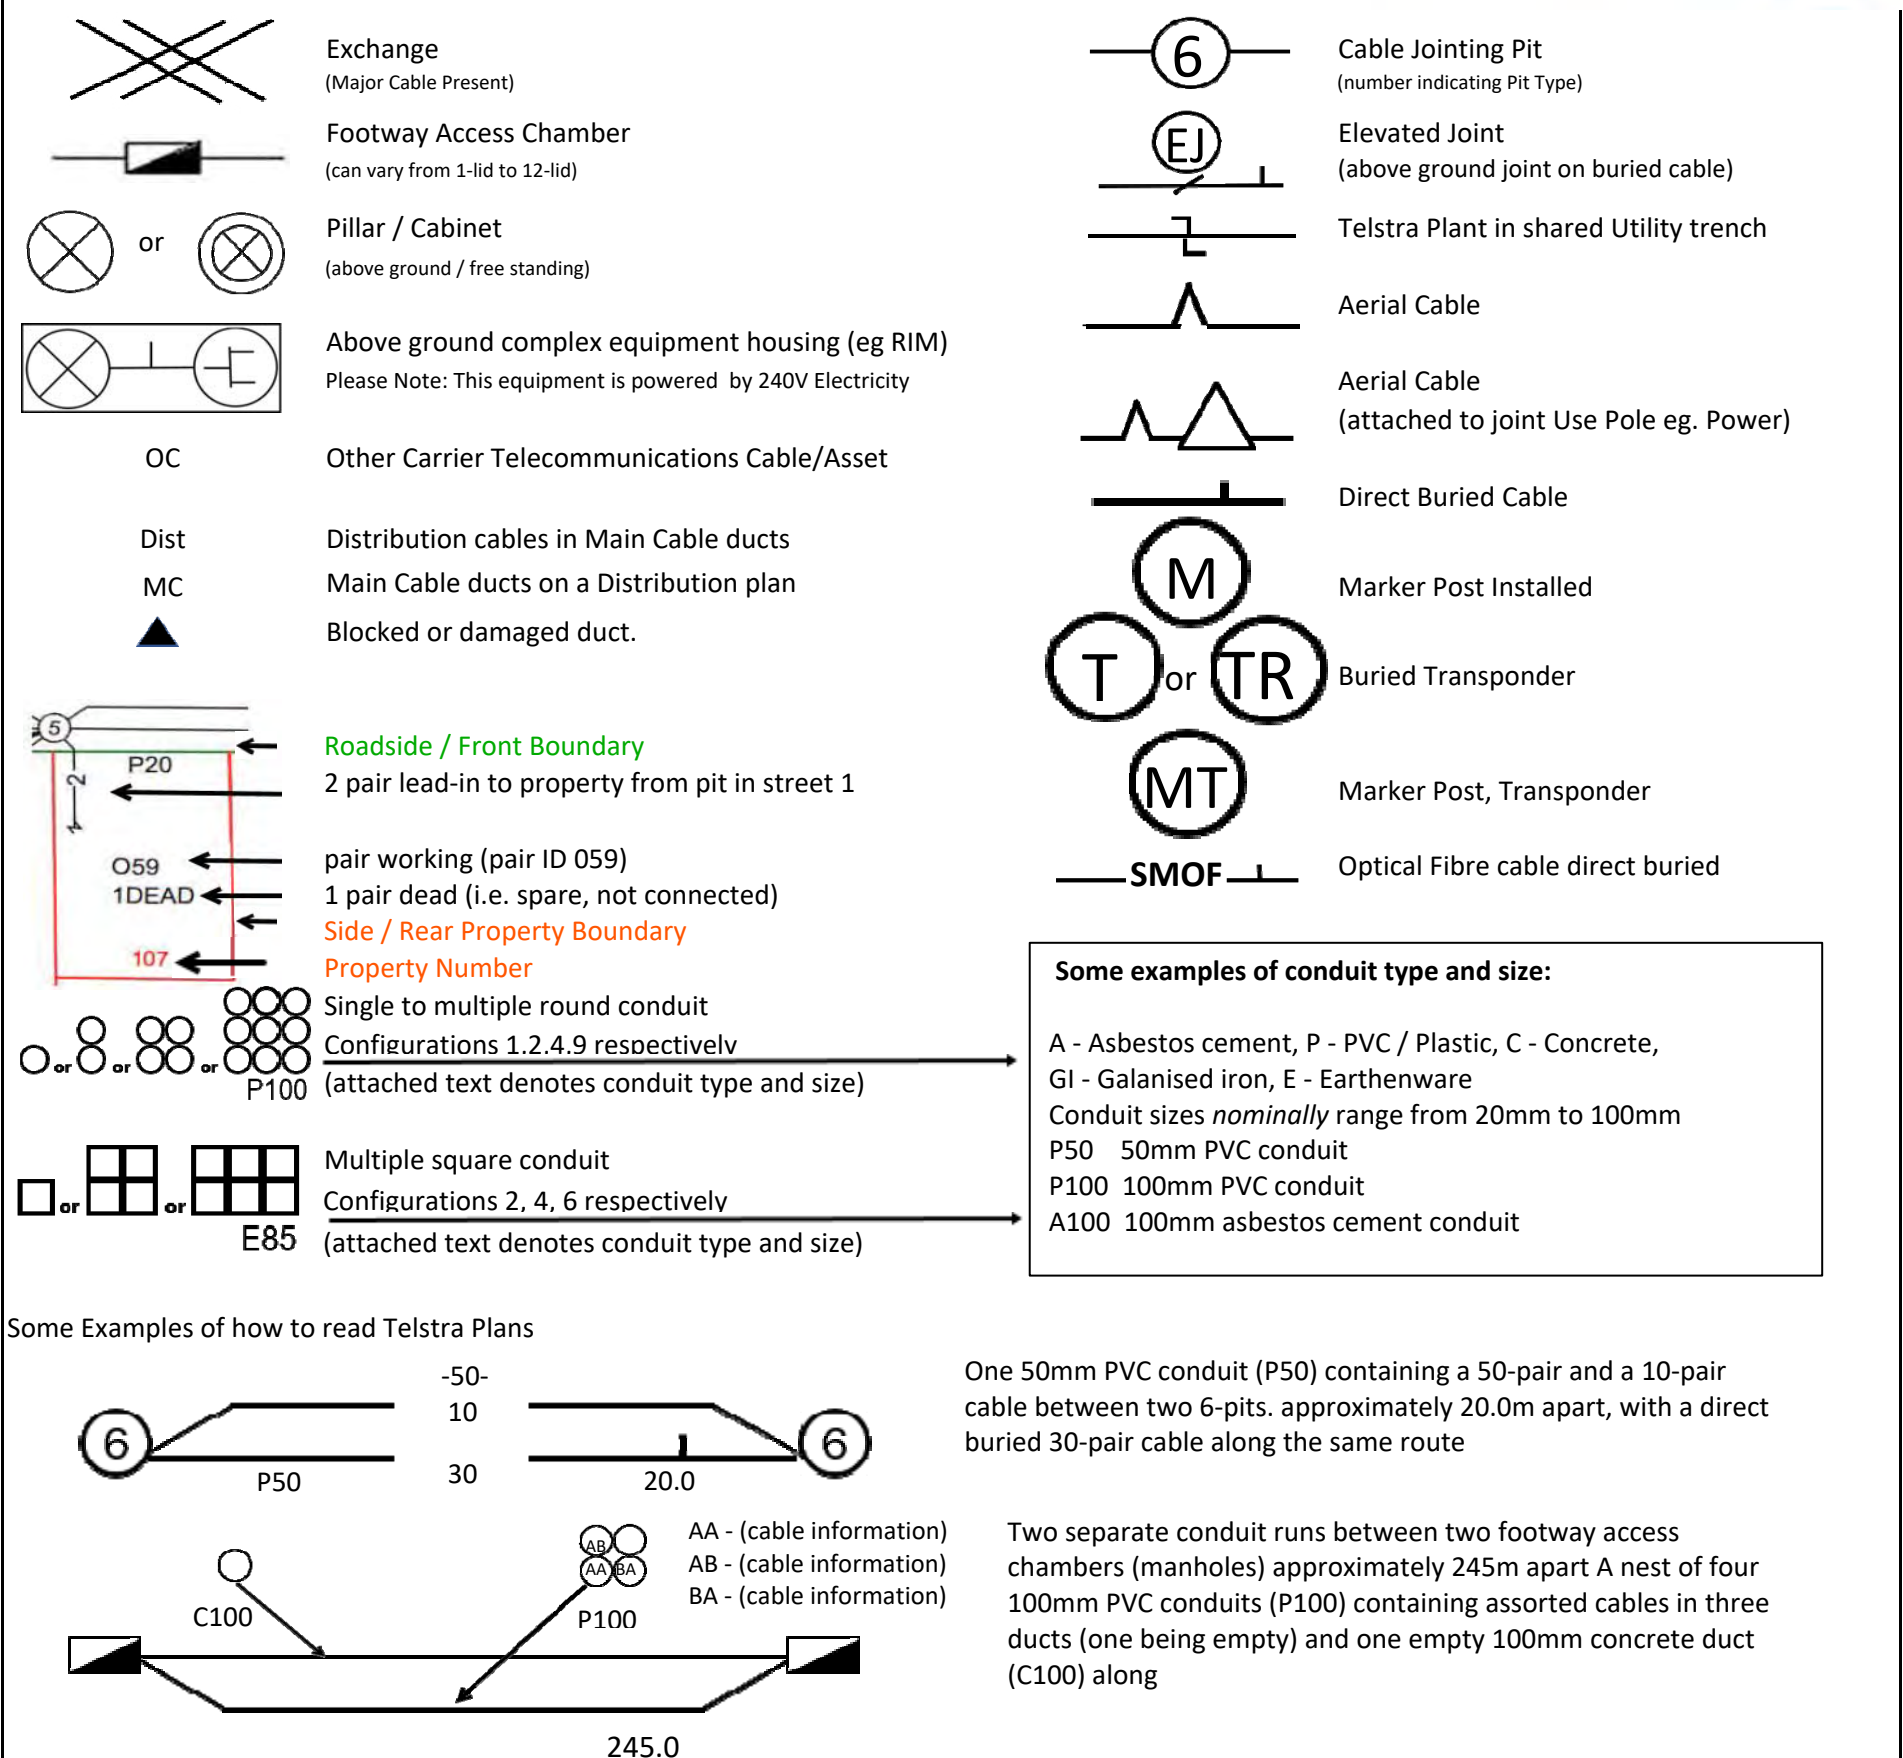 Exchange
(Major Cable Present)
Footway Access Chamber
(can vary from 1-lid to 12-lid)
or
Pillar / Cabinet
(above ground / free standing)
Above ground complex equipment housing (eg RIM)
Please Note: This equipment is powered by 240V Electricity
OC Other Carrier Telecommunications Cable/Asset
Dist Distribution cables in Main Cable ducts
MC Main Cable ducts on a Distribution plan
Blocked or damaged duct.
5
Roadside / Front Boundary
P20
2
2 pair lead-in to property from pit in street 1
O59 pair working (pair ID 059)
1DEAD 1 pair dead (i.e. spare, not connected)
Side / Rear Property Boundary
107 Property Number
Single to multiple round conduit
Configurations 1.2.4.9 respectively
or or or
P100 (attached text denotes conduit type and size)
Multiple square conduit
or or
Configurations 2, 4, 6 respectively
E85 (attached text denotes conduit type and size)
6 Cable Jointing Pit
(number indicating Pit Type)
EJ Elevated Joint
(above ground joint on buried cable)
Telstra Plant in shared Utility trench
Aerial Cable
Aerial Cable
(attached to joint Use Pole eg. Power)
Direct Buried Cable
M Marker Post Installed
T or TR Buried Transponder
MT Marker Post, Transponder
SMOF Optical Fibre cable direct buried
Some examples of conduit type and size:
A - Asbestos cement, P - PVC / Plastic, C - Concrete,
GI - Galanised iron, E - Earthenware
Conduit sizes nominally range from 20mm to 100mm
P50 50mm PVC conduit
P100 100mm PVC conduit
A100 100mm asbestos cement conduit
Some Examples of how to read Telstra Plans
-50-
10
6 6
P50 30 20.0
One 50mm PVC conduit (P50) containing a 50-pair and a 10-pair
cable between two 6-pits. approximately 20.0m apart, with a direct
buried 30-pair cable along the same route
AB
AA BA
C100
P100
AA - (cable information)
AB - (cable information)
BA - (cable information)
245.0
Two separate conduit runs between two footway access
chambers (manholes) approximately 245m apart A nest of four
100mm PVC conduits (P100) containing assorted cables in three
ducts (one being empty) and one empty 100mm concrete duct
(C100) along